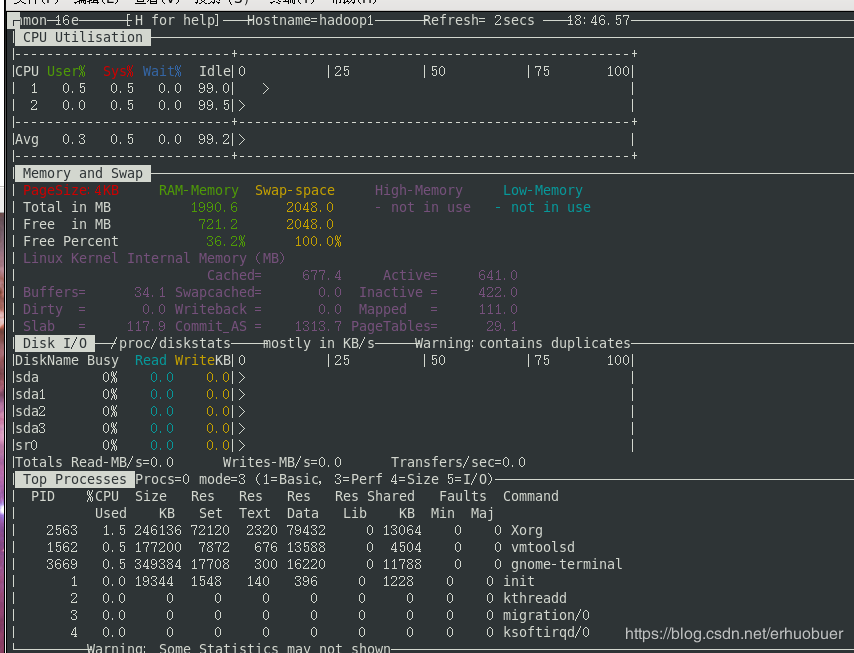 nmon-16e [H for help] Hostname=hadoop1 Refresh= 2secs 18:46.57
CPU Utilisation
CPU User% Sys% Wait% Idle|0 |25 |50 |75 100|
1 0.5 0.5 0.0 99.0| > |
2 0.0 0.5 0.0 99.5|> |
Avg 0.3 0.5 0.0 99.2|> |
Memory and Swap
PageSize:4KB RAM-Memory Swap-space High-Memory Low-Memory
Total in MB 1990.6 2048.0 - not in use - not in use
Free in MB 721.2 2048.0
Free Percent 36.2% 100.0%
Linux Kernel Internal Memory (MB)
Cached= 677.4 Active= 641.0
Buffers= 34.1 Swapcached= 0.0 Inactive = 422.0
Dirty = 0.0 Writeback = 0.0 Mapped = 111.0
Slab = 117.9 Commit_AS = 1313.7 PageTables= 29.1
Disk I/O /proc/diskstats mostly in KB/s Warning:contains duplicates
DiskName Busy Read WriteKB|0 |25 |50 |75 100|
sda 0% 0.0 0.0|> |
sda1 0% 0.0 0.0|> |
sda2 0% 0.0 0.0|> |
sda3 0% 0.0 0.0|> |
sr0 0% 0.0 0.0|> |
Totals Read-MB/s=0.0 Writes-MB/s=0.0 Transfers/sec=0.0
Top Processes Procs=0 mode=3 (1=Basic, 3=Perf 4=Size 5=I/O)
PID %CPU Size Res Res Res Res Shared Faults Command
Used KB Set Text Data Lib KB Min Maj
2563 1.5 246136 72120 2320 79432 0 13064 0 0 Xorg
1562 0.5 177200 7872 676 13588 0 4504 0 0 vmtoolsd
3669 0.5 349384 17708 300 16220 0 11788 0 0 gnome-terminal
1 0.0 19344 1548 140 396 0 1228 0 0 init
2 0.0 0 0 0 0 0 0 0 0 kthreadd
3 0.0 0 0 0 0 0 0 0 0 migration/0
4 0.0 0 0 0 0 0 0 0 0 ksoftirqd/0
Warning: Some Statistics may not shown
https://blog.csdn.net/erhuobuer